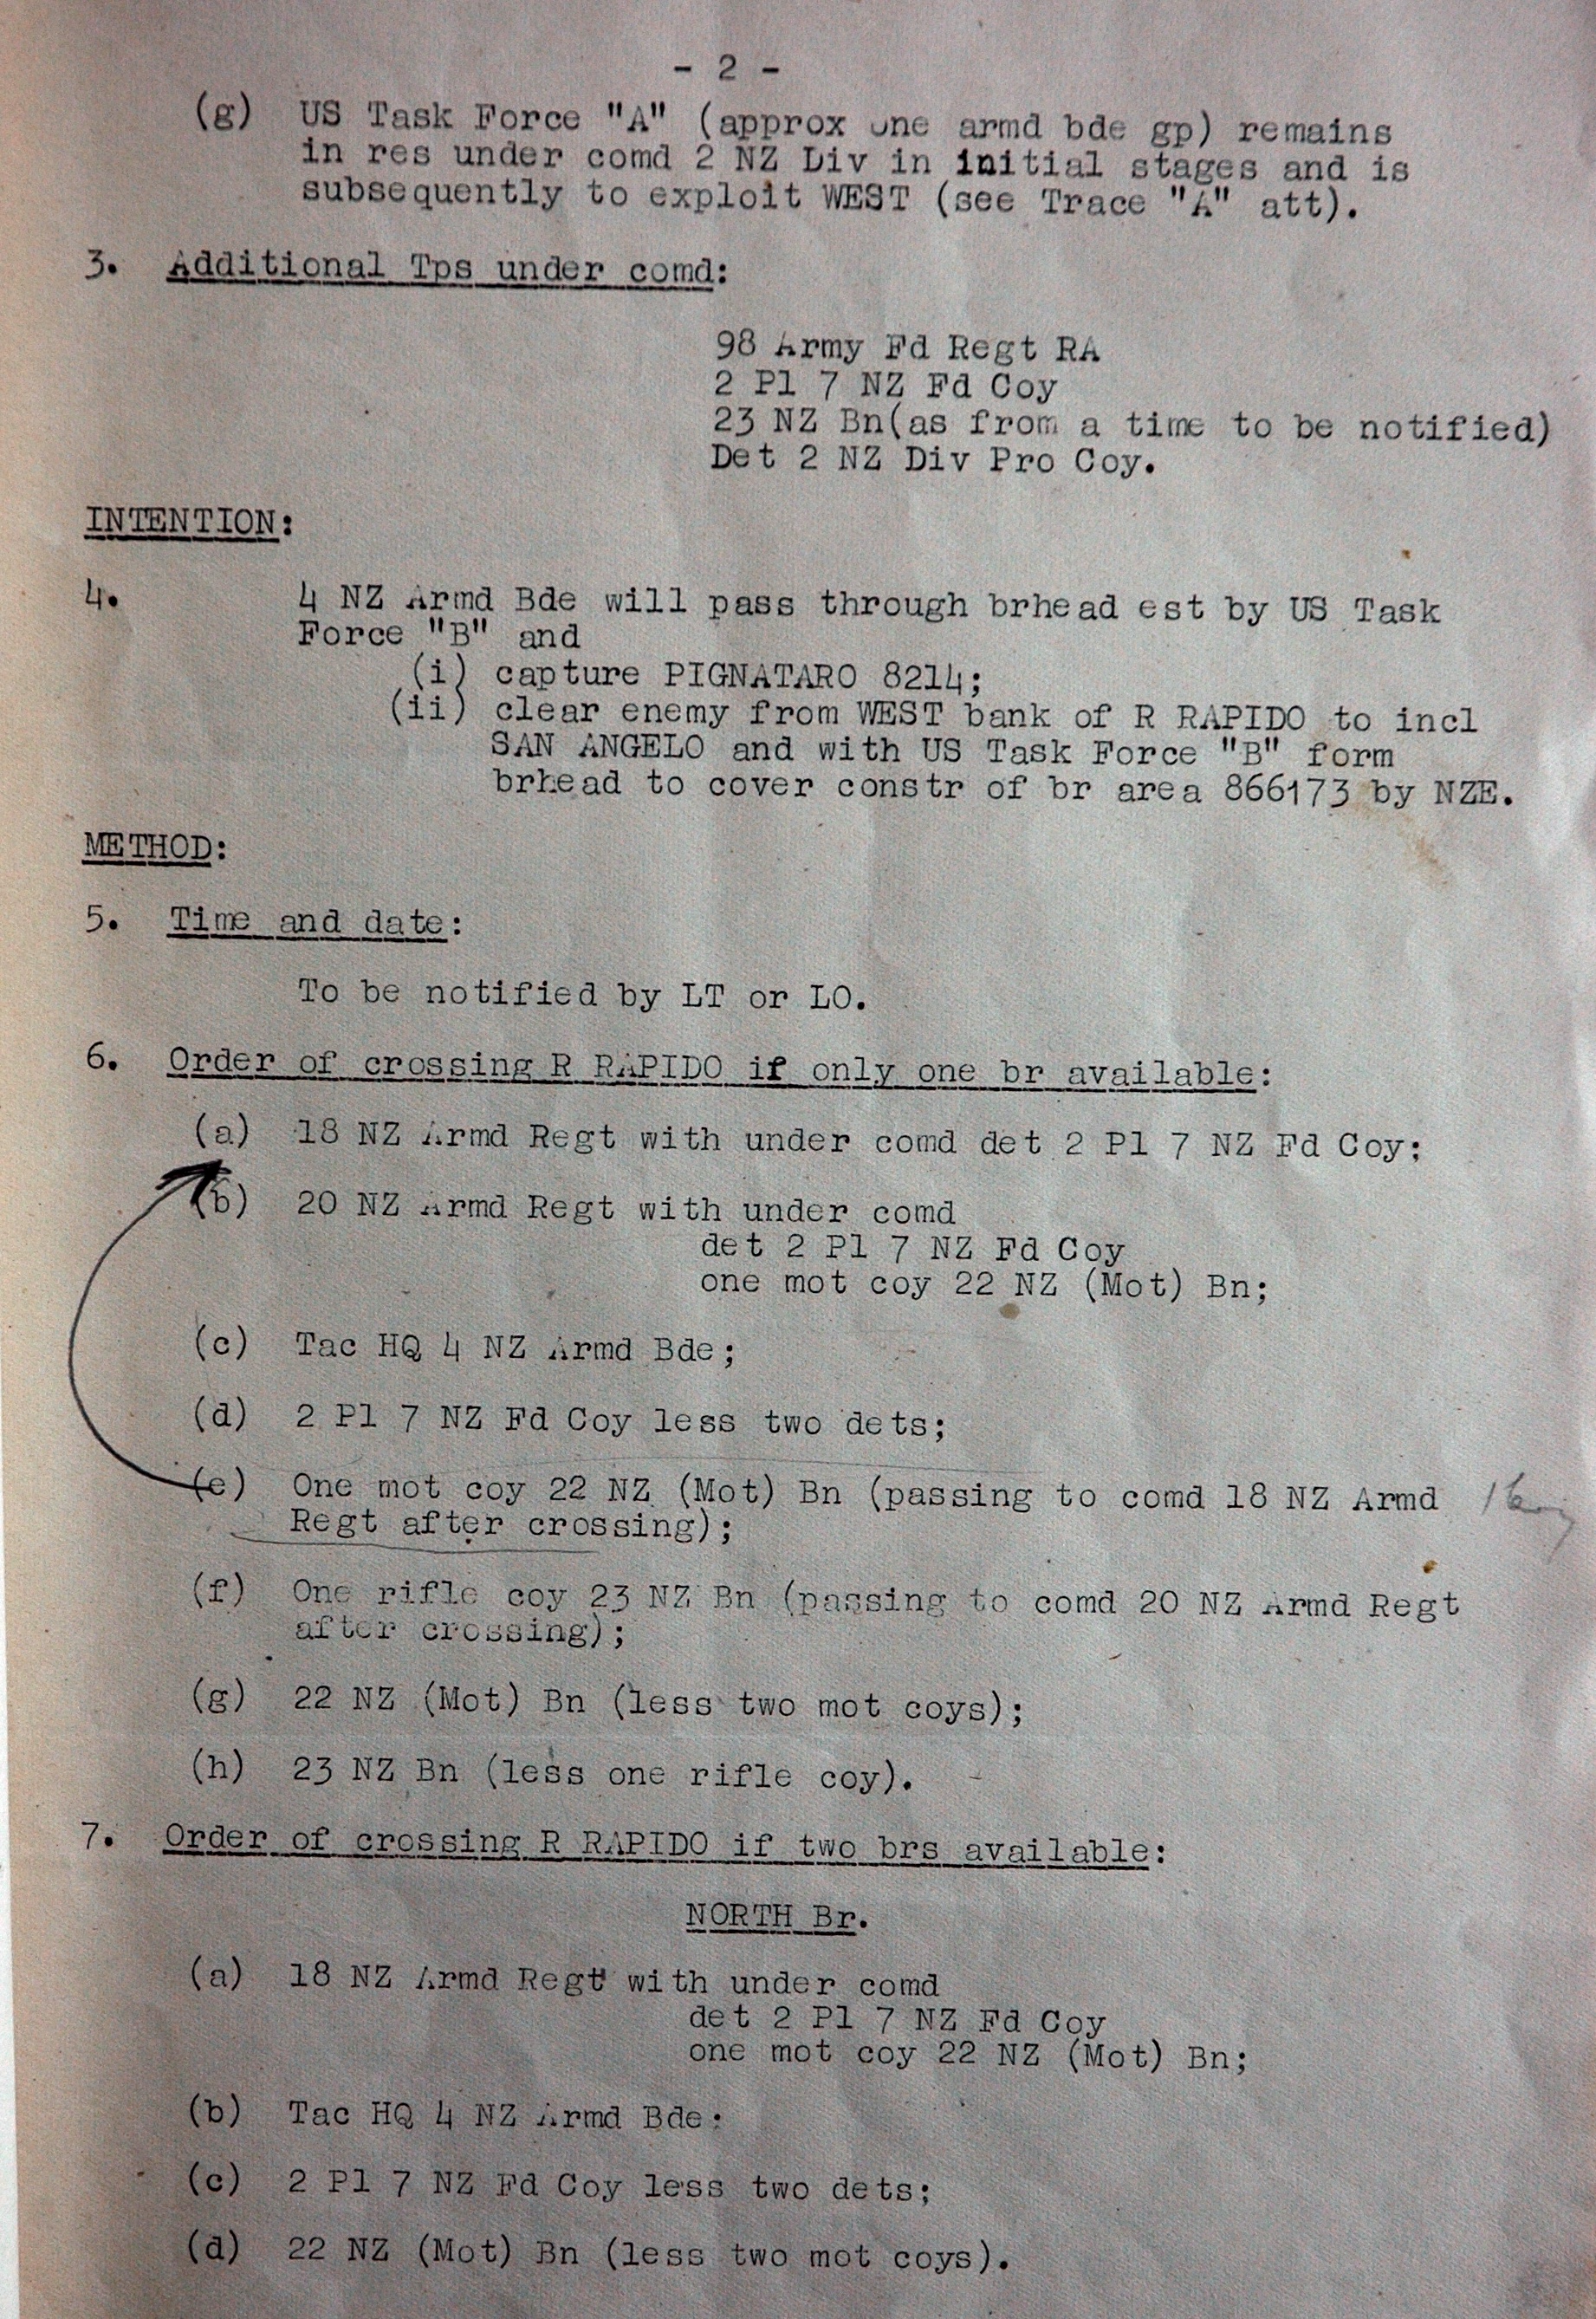 - 2 -
(g) US Task Force "A" (approx one armd bde gp) remains
in res under comd 2 NZ Div in initial stages and is
subsequently to exploit WEST (see Trace "A" att).
3. Additional Tps under comd:
98 Army Fd Regt RA
2 Pl 7 NZ Fd Coy
23 NZ Bn(as from a time to be notified)
Det 2 NZ Div Pro Coy.
INTENTION:
4. 4 NZ Armd Bde will pass through brhead est by US Task
Force "B" and
(i) capture PIGNATARO 8214;
(ii) clear enemy from WEST bank of R RAPIDO to incl
SAN ANGELO and with US Task Force "B" form
brhead to cover constr of br area 866173 by NZE.
METHOD:
5. Time and date:
To be notified by LT or LO.
6. Order of crossing R RAPIDO if only one br available:
(a) 18 NZ Armd Regt with under comd det 2 Pl 7 NZ Fd Coy;
(b) 20 NZ Armd Regt with under comd
det 2 Pl 7 NZ Fd Coy
one mot coy 22 NZ (Mot) Bn;
(c) Tac HQ 4 NZ Armd Bde;
(d) 2 Pl 7 NZ Fd Coy less two dets;
(e) One mot coy 22 NZ (Mot) Bn (passing to comd 18 NZ Armd
Regt after crossing);
(f) One rifle coy 23 NZ Bn (passing to comd 20 NZ Armd Regt
after crossing);
(g) 22 NZ (Mot) Bn (less two mot coys);
(h) 23 NZ Bn (less one rifle coy).
7. Order of crossing R RAPIDO if two brs available:
NORTH Br.
(a) 18 NZ Armd Regt with under comd
det 2 Pl 7 NZ Fd Coy
one mot coy 22 NZ (Mot) Bn;
(b) Tac HQ 4 NZ Armd Bde;
(c) 2 Pl 7 NZ Fd Coy less two dets;
(d) 22 NZ (Mot) Bn (less two mot coys).